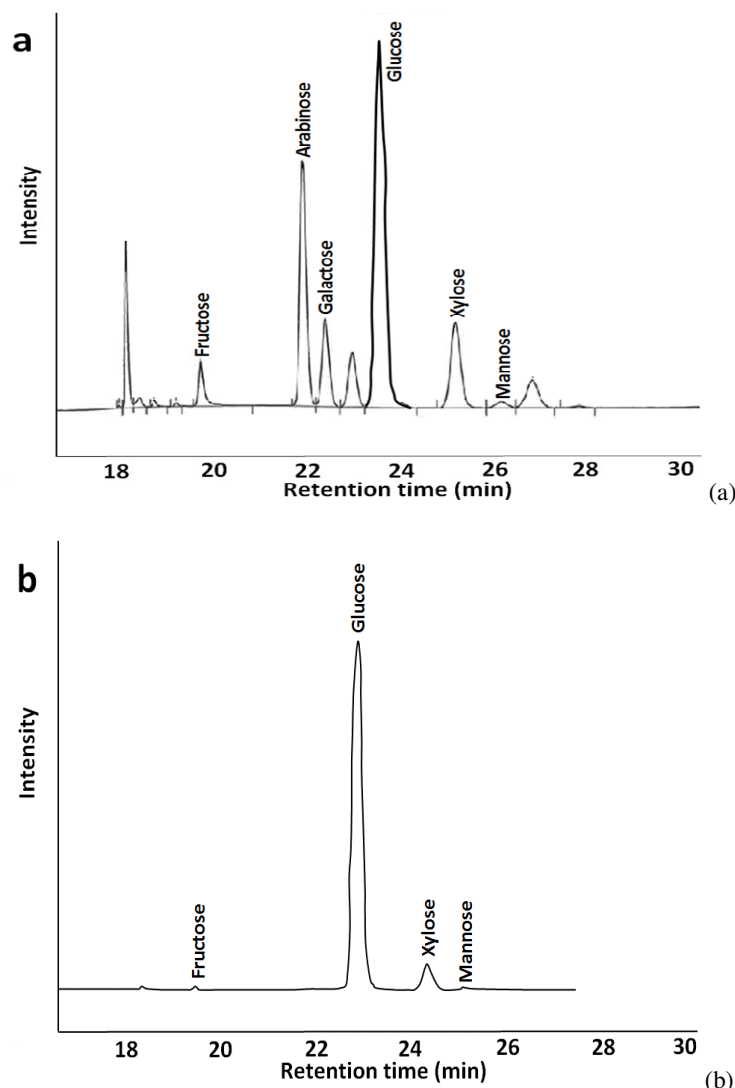 a
Intensity
Fructose
Arabinose
Galactose
Glucose
Xylose
Mannose
18 20 22 24 26 28 30
Retention time (min)
(a)
b
Intensity
Fructose
Glucose
Xylose
Mannose
18 20 22 24 26 28 30
Retention time (min)
(b)